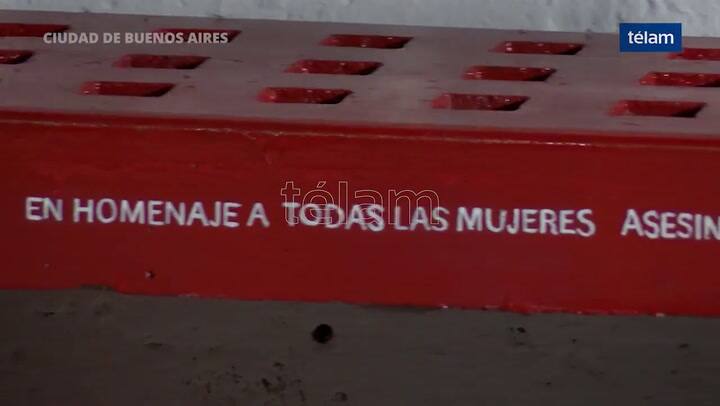 CIUDAD DE BUENOS AIRES
télam
télam
EN HOMENAJE A TODAS LAS MUJERES ASESIN